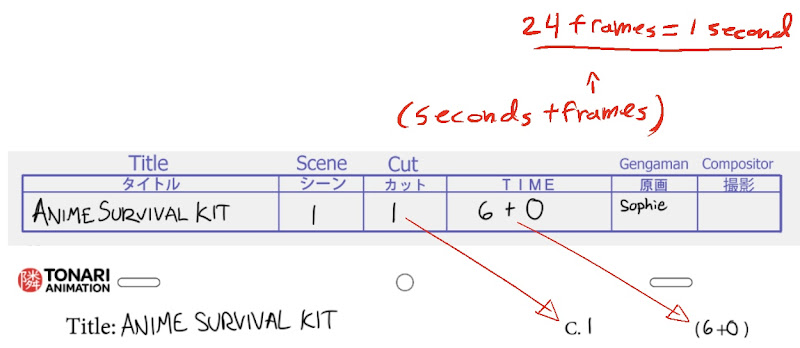 24 frames = 1 second
(seconds + frames)
Title Scene Cut Gengaman Compositor
タイトル シーン カット TIME 原画 撮影
ANIME SURVIVAL KIT 1 1 6 + 0 Sophie
隣 TONARI
ANIMATION
Title: ANIME SURVIVAL KIT C. 1 (6+0)